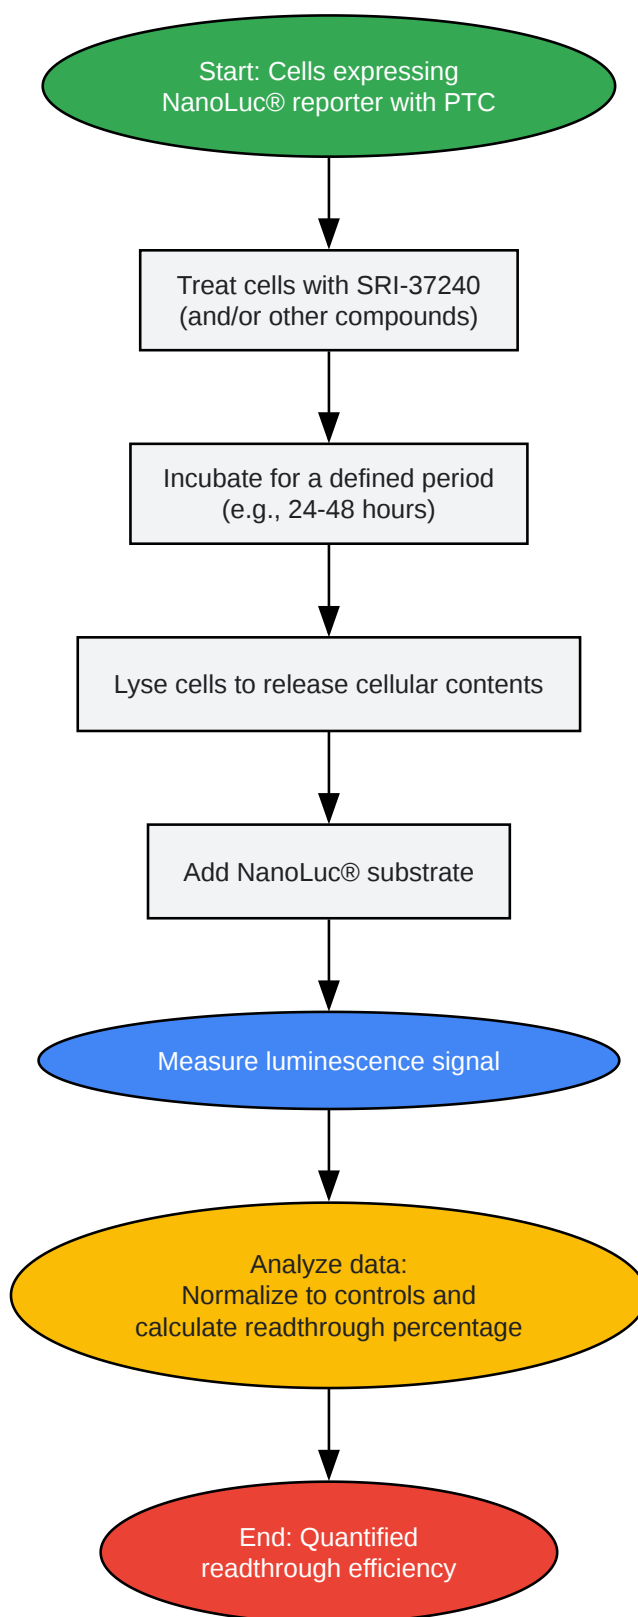 Start: Cells expressing
NanoLuc® reporter with PTC
Treat cells with SRI-37240
(and/or other compounds)
Incubate for a defined period
(e.g., 24-48 hours)
Lyse cells to release cellular contents
Add NanoLuc® substrate
Measure luminescence signal
Analyze data:
Normalize to controls and
calculate readthrough percentage
End: Quantified
readthrough efficiency